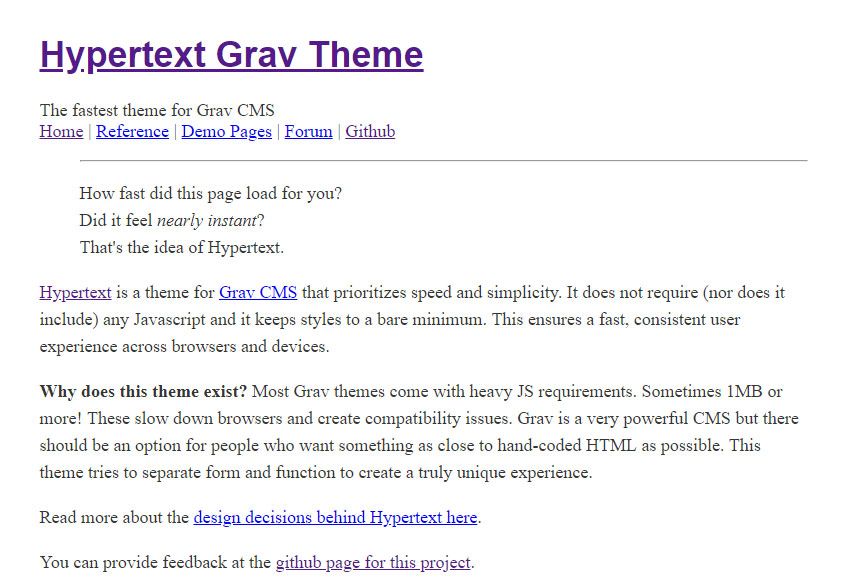 Hypertext Grav Theme
The fastest theme for Grav CMS
Home | Reference | Demo Pages | Forum | Github
How fast did this page load for you?
Did it feel nearly instant?
That's the idea of Hypertext.
Hypertext is a theme for Grav CMS that prioritizes speed and simplicity. It does not require (nor does it
include) any Javascript and it keeps styles to a bare minimum. This ensures a fast, consistent user
experience across browsers and devices.
Why does this theme exist? Most Grav themes come with heavy JS requirements. Sometimes 1MB or
more! These slow down browsers and create compatibility issues. Grav is a very powerful CMS but there
should be an option for people who want something as close to hand-coded HTML as possible. This
theme tries to separate form and function to create a truly unique experience.
Read more about the design decisions behind Hypertext here.
You can provide feedback at the github page for this project.